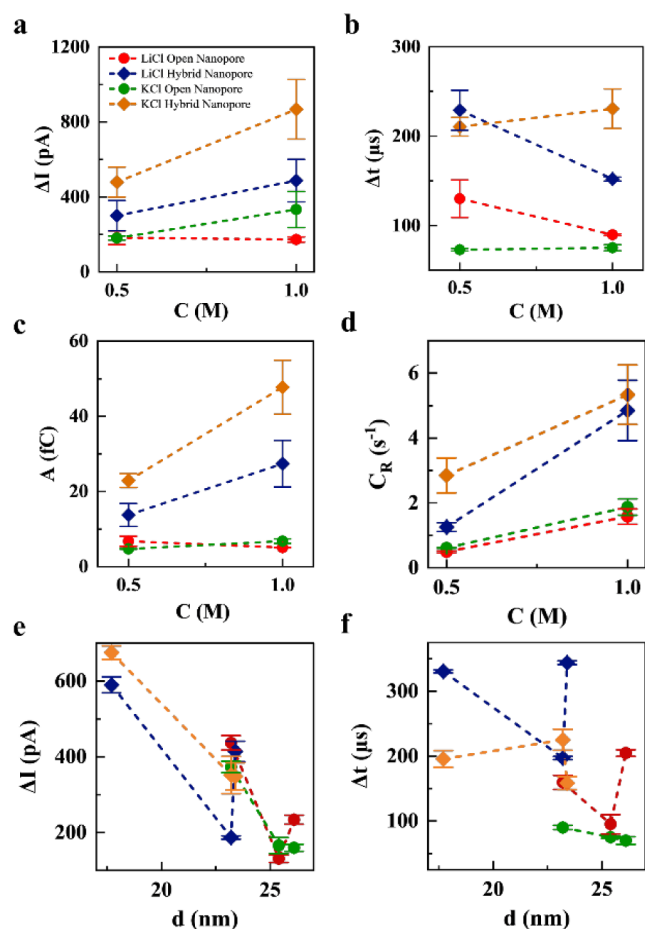 a
1200
900
600
400
0
ΔI (pA)
LiCl Open Nanopore
LiCl Hybrid Nanopore
KCl Open Nanopore
KCl Hybrid Nanopore
0.5
1.0
C (M)
b
300
200
100
Δt (µs)
0.5
1.0
C (M)
c
60
40
20
0
A (fC)
0.5
1.0
C (M)
d
6
4
2
0
C_R (s⁻¹)
0.5
1.0
C (M)
e
600
400
200
ΔI (pA)
20
25
d (nm)
f
300
200
100
Δt (µs)
20
25
d (nm)